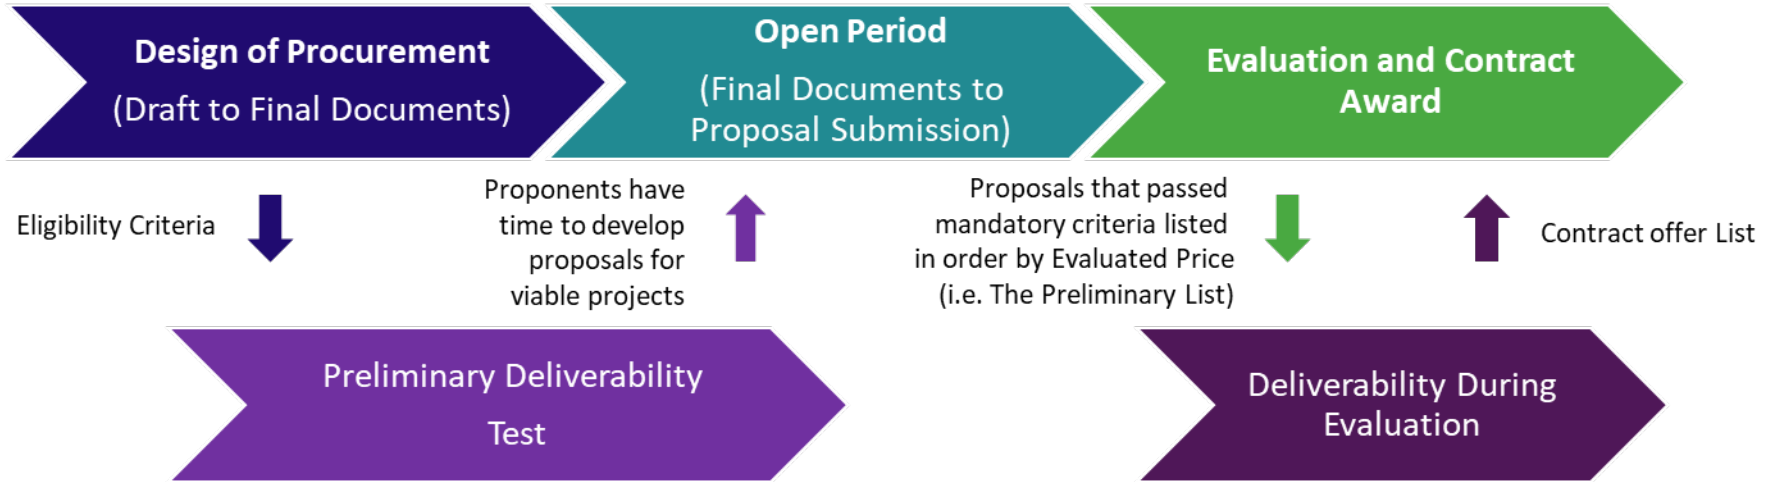 Design of Procurement
(Draft to Final Documents)
Open Period
(Final Documents to
Proposal Submission)
Evaluation and Contract
Award
Eligibility Criteria
Proponents have
time to develop
proposals for
viable projects
Proposals that passed
mandatory criteria listed
in order by Evaluated Price
(i.e. The Preliminary List)
Contract offer List
Preliminary Deliverability
Test
Deliverability During
Evaluation